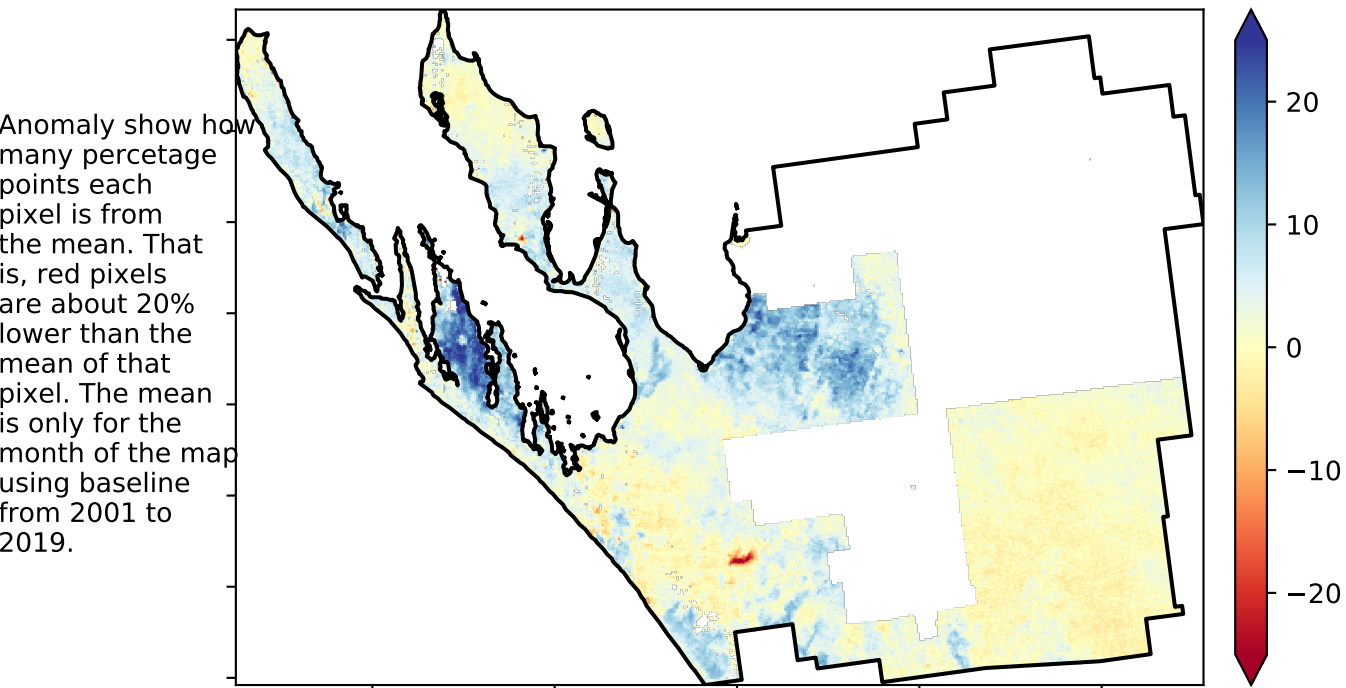 Anomaly show how
many percetage
points each
pixel is from
the mean. That
is, red pixels
are about 20%
lower than the
mean of that
pixel. The mean
is only for the
month of the map
using baseline
from 2001 to
2019.
20
10
0
−10
−20